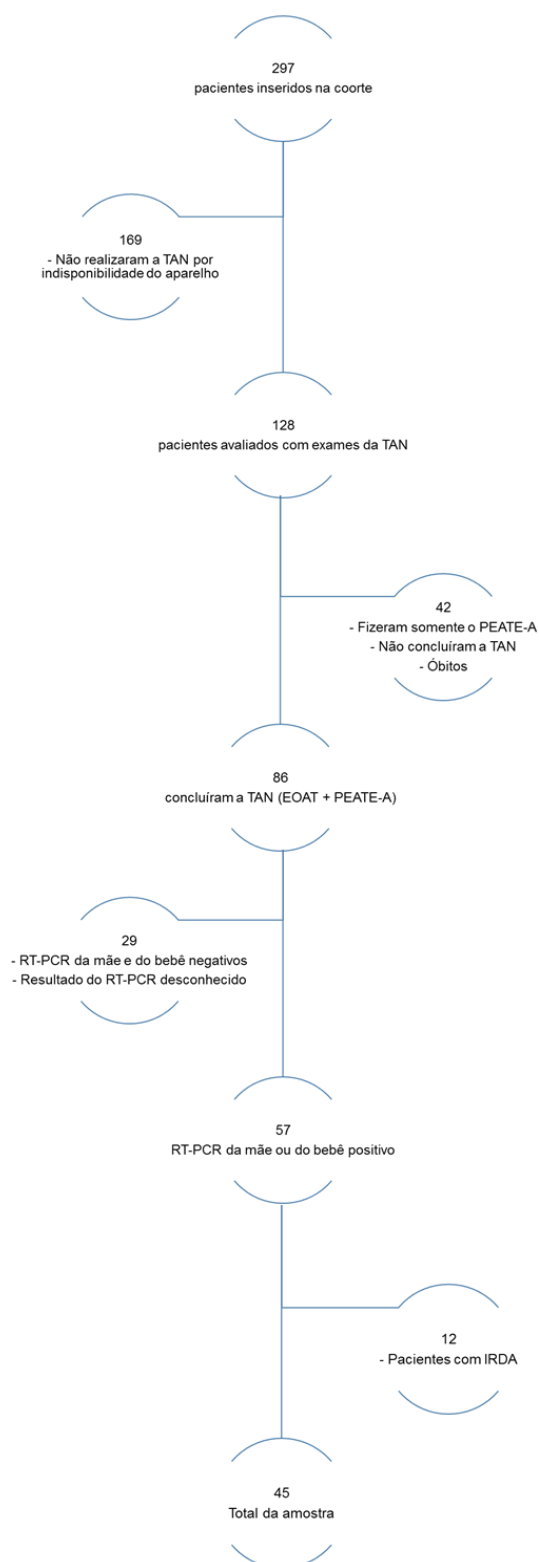 297
pacientes inseridos na coorte
169
- Não realizaram a TAN por
indisponibilidade do aparelho
128
pacientes avaliados com exames da TAN
42
- Fizeram somente o PEATE-A
- Não concluíram a TAN
- Óbitos
86
concluíram a TAN (EOAT + PEATE-A)
29
- RT-PCR da mãe e do bebê negativos
- Resultado do RT-PCR desconhecido
57
RT-PCR da mãe ou do bebê positivo
12
- Pacientes com IRDA
45
Total da amostra